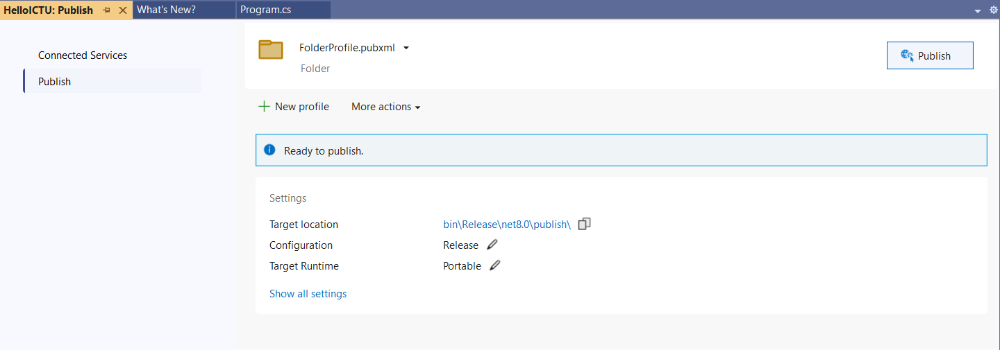 HelloICTU: Publish What's New? Program.cs
Connected Services
Publish
FolderProfile.pubxml
Folder
Publish
New profile More actions
Ready to publish.
Settings
Target location bin\Release\net8.0\publish\
Configuration Release
Target Runtime Portable
Show all settings